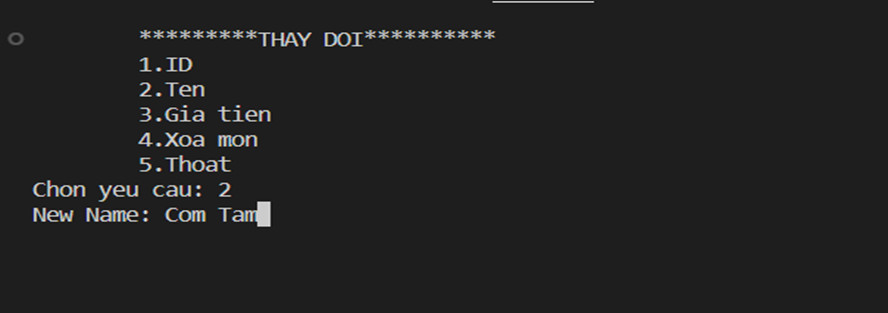 *********THAY DOI**********
1.ID
2.Ten
3.Gia tien
4.Xoa mon
5.Thoat
Chon yeu cau: 2
New Name: Com Tam